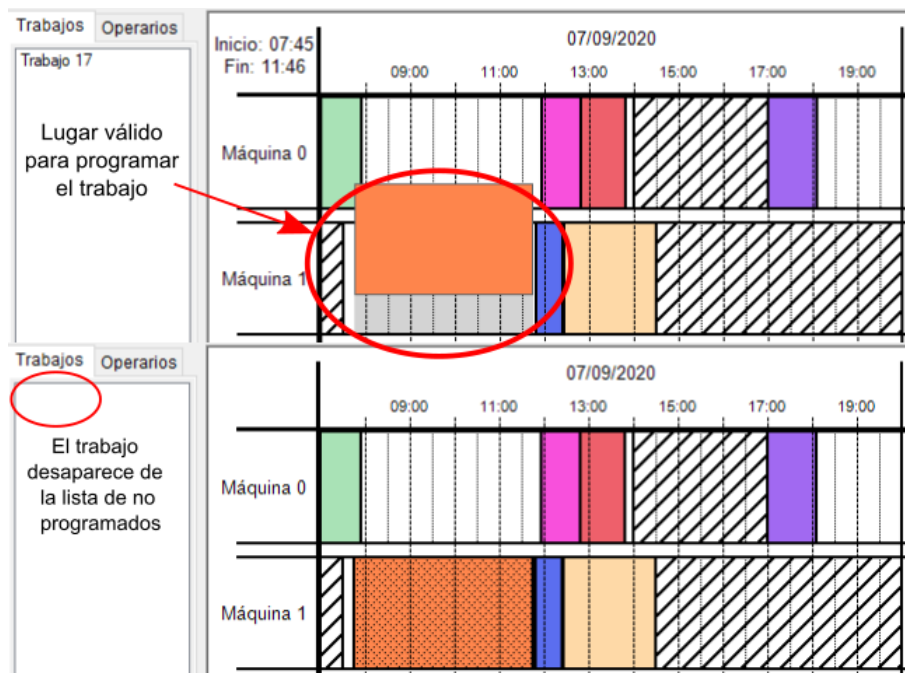 Trabajos Operarios
Trabajo 17
Lugar válido
para programar
el trabajo
Inicio: 07:45
Fin: 11:46
07/09/2020
09:00 11:00 13:00 15:00 17:00 19:00
Máquina 0
Máquina 1
Trabajos Operarios
El trabajo
desaparece de
la lista de no
programados
07/09/2020
09:00 11:00 13:00 15:00 17:00 19:00
Máquina 0
Máquina 1